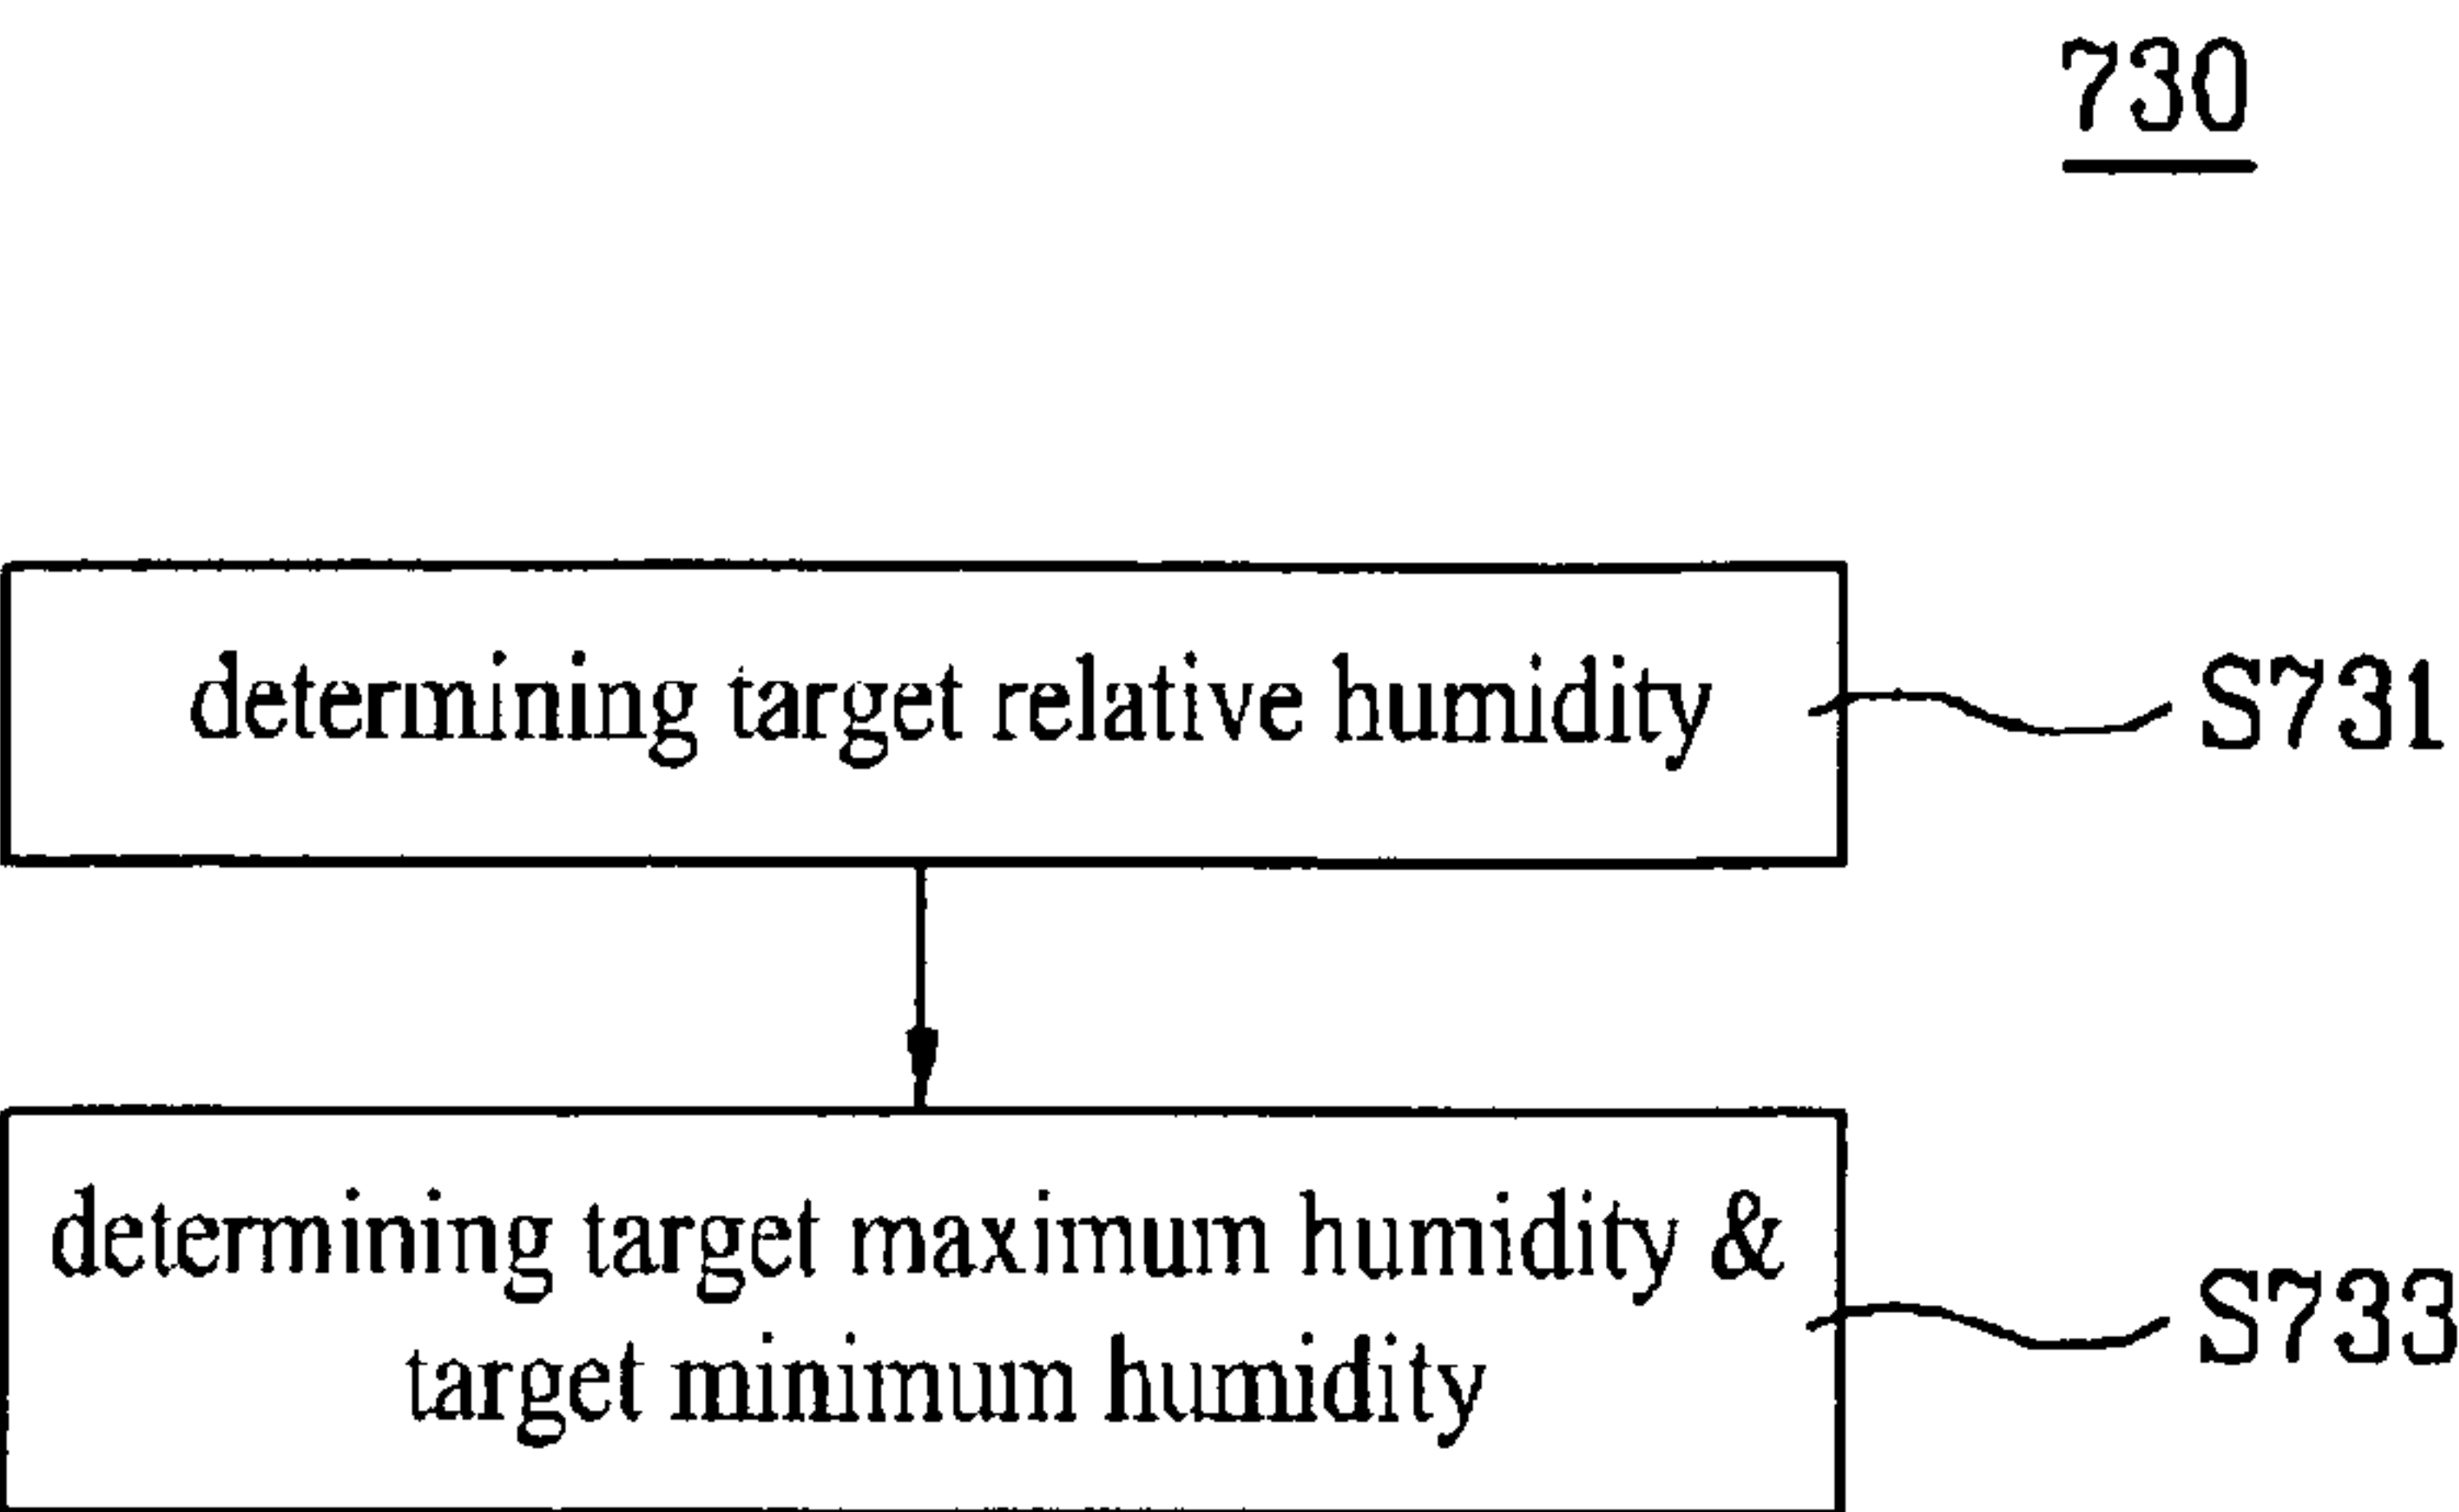 730
determining target relative humidity
S731
determining target maximum humidity &
target minimum humidity
S733